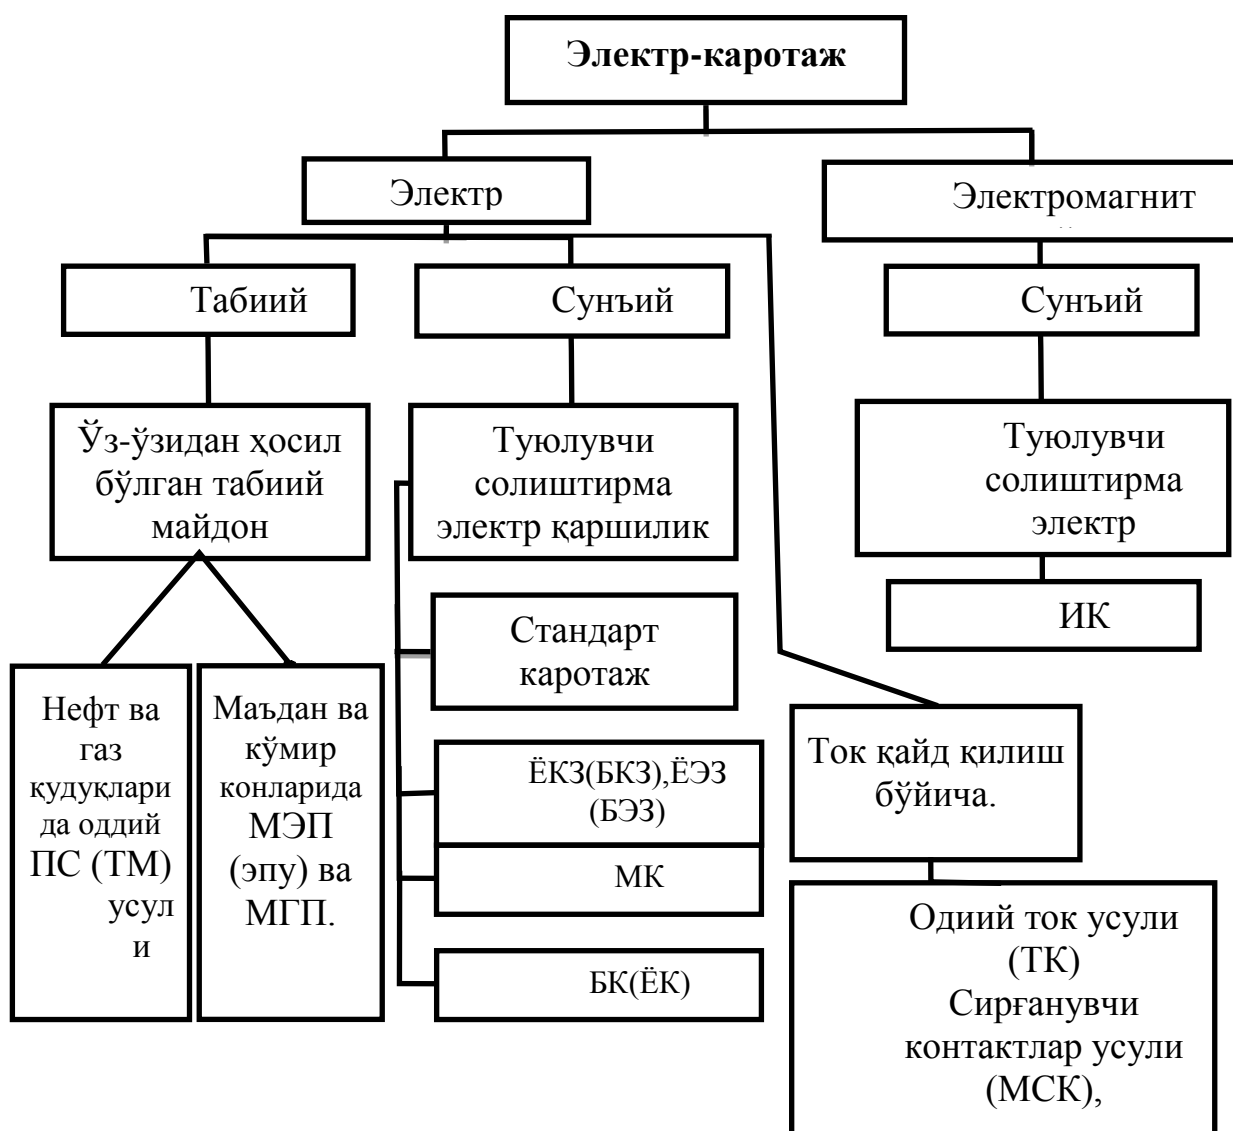 Электр-каротаж
Электр
Электромагнит
Табиий
Сунъий
Сунъий
Ўз-ўзидан ҳосил
бўлган табиий
майдон
Туюлувчи
солиштирма
электр қаршилик
Туюлувчи
солиштирма
электр
ИК
Стандарт
каротаж
Нефт ва
газ
қудуқлари
да оддий
ПС (ТМ)
усул
и
Маъдан ва
кўмир
конларида
МЭП
(эпу) ва
МГП.
ЁКЗ(БКЗ),ЁЭЗ
(БЭЗ)
МК
БК(ЁК)
Ток қайд қилиш
бўйича.
Одиий ток усули
(ТК)
Сирғанувчи
контактлар усули
(МСК),